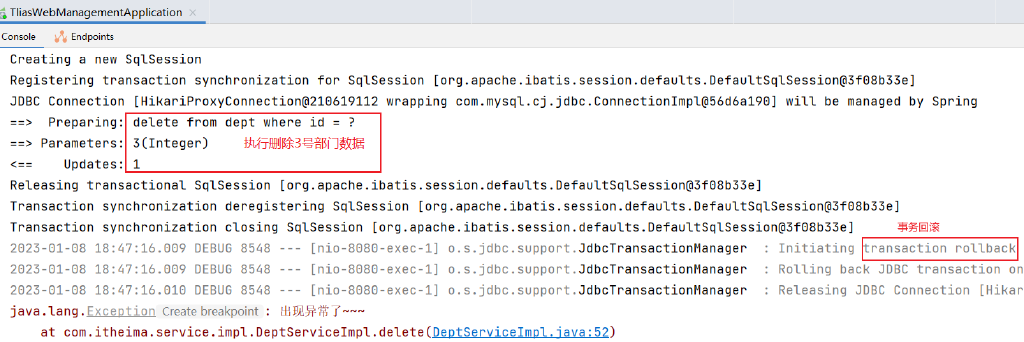 TliasWebManagementApplication ×
Console Endpoints
Creating a new SqlSession
Registering transaction synchronization for SqlSession [org.apache.ibatis.session.defaults.DefaultSqlSession@3f08b33e]
JDBC Connection [HikariProxyConnection@210619112 wrapping com.mysql.cj.jdbc.ConnectionImpl@56d6a190] will be managed by Spring
==>  Preparing: delete from dept where id = ?
==> Parameters: 3(Integer) 执行删除3号部门数据
<==    Updates: 1
Releasing transactional SqlSession [org.apache.ibatis.session.defaults.DefaultSqlSession@3f08b33e]
Transaction synchronization deregistering SqlSession [org.apache.ibatis.session.defaults.DefaultSqlSession@3f08b33e]
Transaction synchronization closing SqlSession [org.apache.ibatis.session.defaults.DefaultSqlSession@3f08b33e] 事务回滚
2023-01-08 18:47:16.009 DEBUG 8548 --- [nio-8080-exec-1] o.s.jdbc.support.JdbcTransactionManager  : Initiating transaction rollback
2023-01-08 18:47:16.009 DEBUG 8548 --- [nio-8080-exec-1] o.s.jdbc.support.JdbcTransactionManager  : Rolling back JDBC transaction on
2023-01-08 18:47:16.010 DEBUG 8548 --- [nio-8080-exec-1] o.s.jdbc.support.JdbcTransactionManager  : Releasing JDBC Connection [Hikar
java.lang.Exception Create breakpoint : 出现异常了~~~
at com.itheima.service.impl.DeptServiceImpl.delete(DeptServiceImpl.java:52)